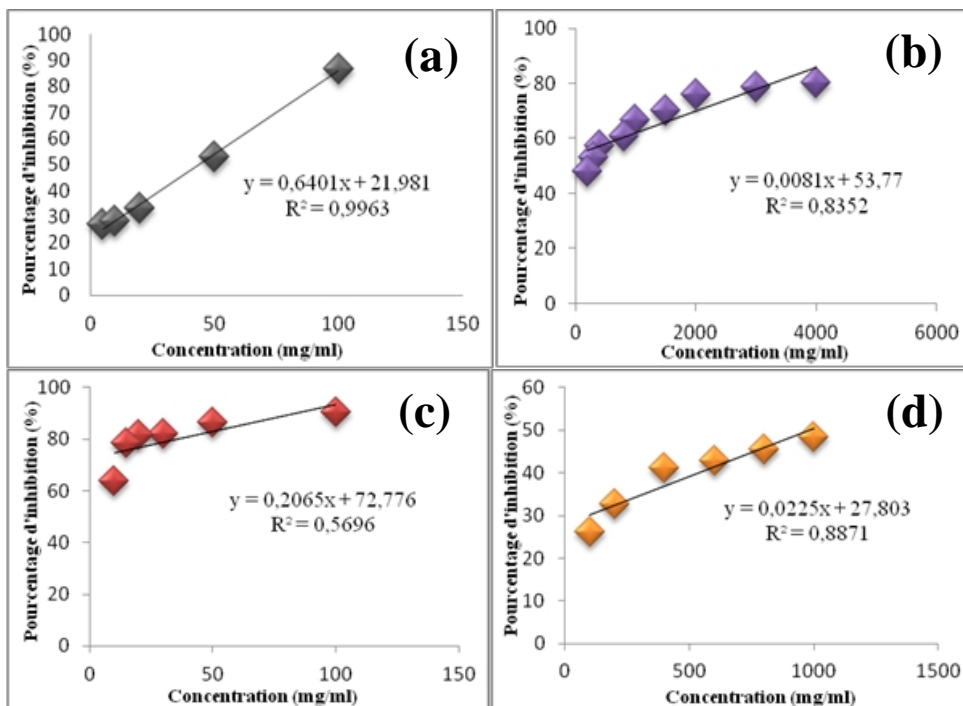 (a)
Pourcentage d'inhibition (%)
100
90
80
70
60
50
40
30
20
10
0
y = 0,6401x + 21,981
R² = 0,9963
0 50 100 150
Concentration (mg/ml)
(b)
Pourcentage d'inhibition (%)
100
80
60
40
20
0
y = 0,0081x + 53,77
R² = 0,8352
0 2000 4000 6000
Concentration (mg/ml)
(c)
Pourcentage d'inhibition (%)
100
80
60
40
20
0
y = 0,2065x + 72,776
R² = 0,5696
0 50 100 150
Concentration (mg/ml)
(d)
Pourcentage d'inhibition (%)
60
50
40
30
20
10
0
y = 0,0225x + 27,803
R² = 0,8871
0 500 1000 1500
Concentration (mg/ml)